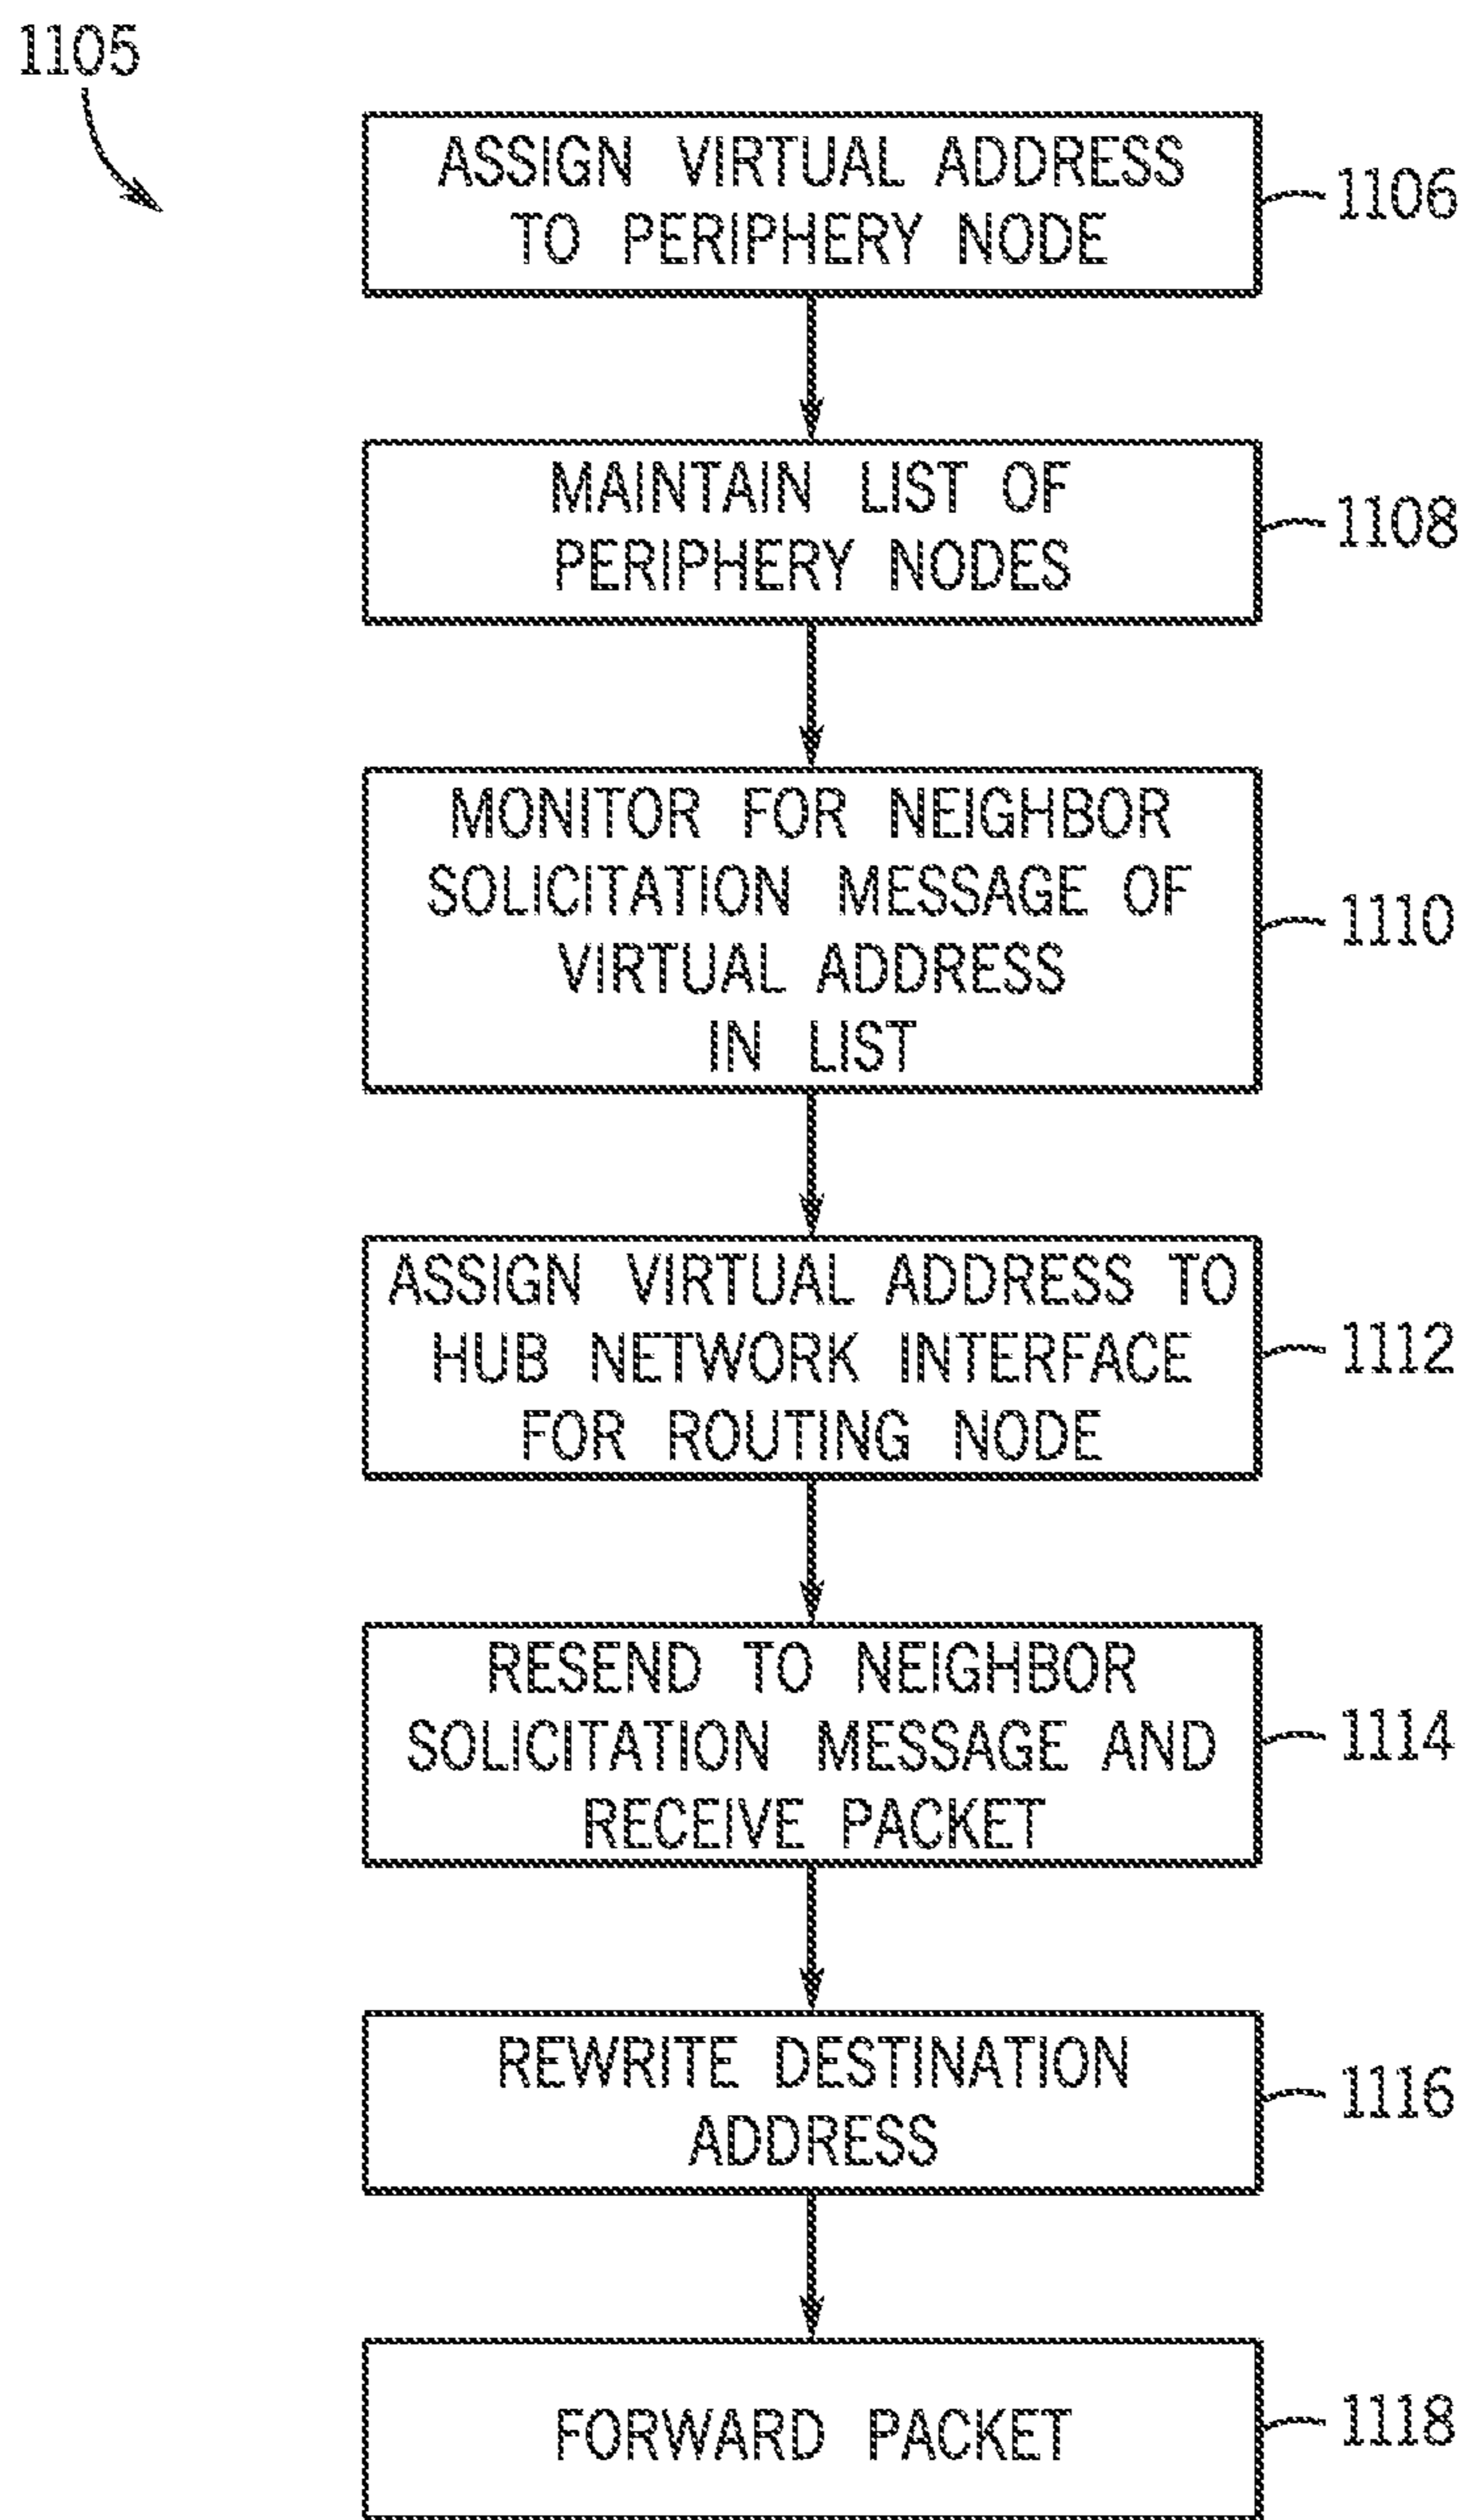 1105
ASSIGN VIRTUAL ADDRESS
TO PERIPHERY NODE
1106
MAINTAIN LIST OF
PERIPHERY NODES
1108
MONITOR FOR NEIGHBOR
SOLICITATION MESSAGE OF
VIRTUAL ADDRESS
IN LIST
1110
ASSIGN VIRTUAL ADDRESS TO
HUB NETWORK INTERFACE
FOR ROUTING NODE
1112
RESEND TO NEIGHBOR
SOLICITATION MESSAGE AND
RECEIVE PACKET
1114
REWRITE DESTINATION
ADDRESS
1116
FORWARD PACKET
1118